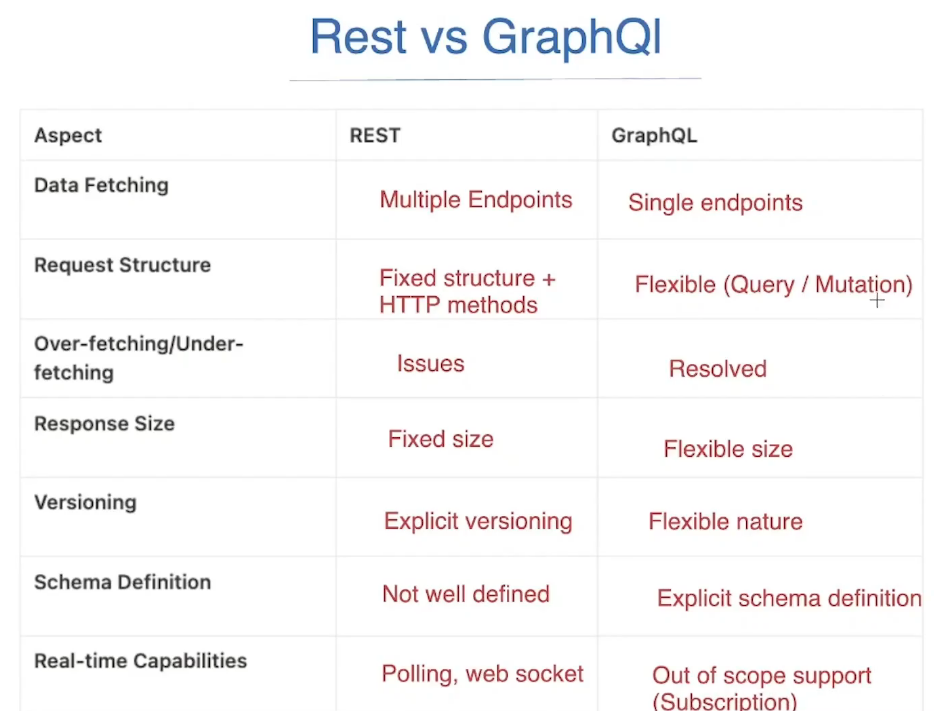 Rest vs GraphQl
Aspect
REST
GraphQL
Data Fetching
Multiple Endpoints
Single endpoints
Request Structure
Fixed structure +
HTTP methods
Flexible (Query / Mutation)
Over-fetching/Under-
fetching
Issues
Resolved
Response Size
Fixed size
Flexible size
Versioning
Explicit versioning
Flexible nature
Schema Definition
Not well defined
Explicit schema definition
Real-time Capabilities
Polling, web socket
Out of scope support
(Subscription)